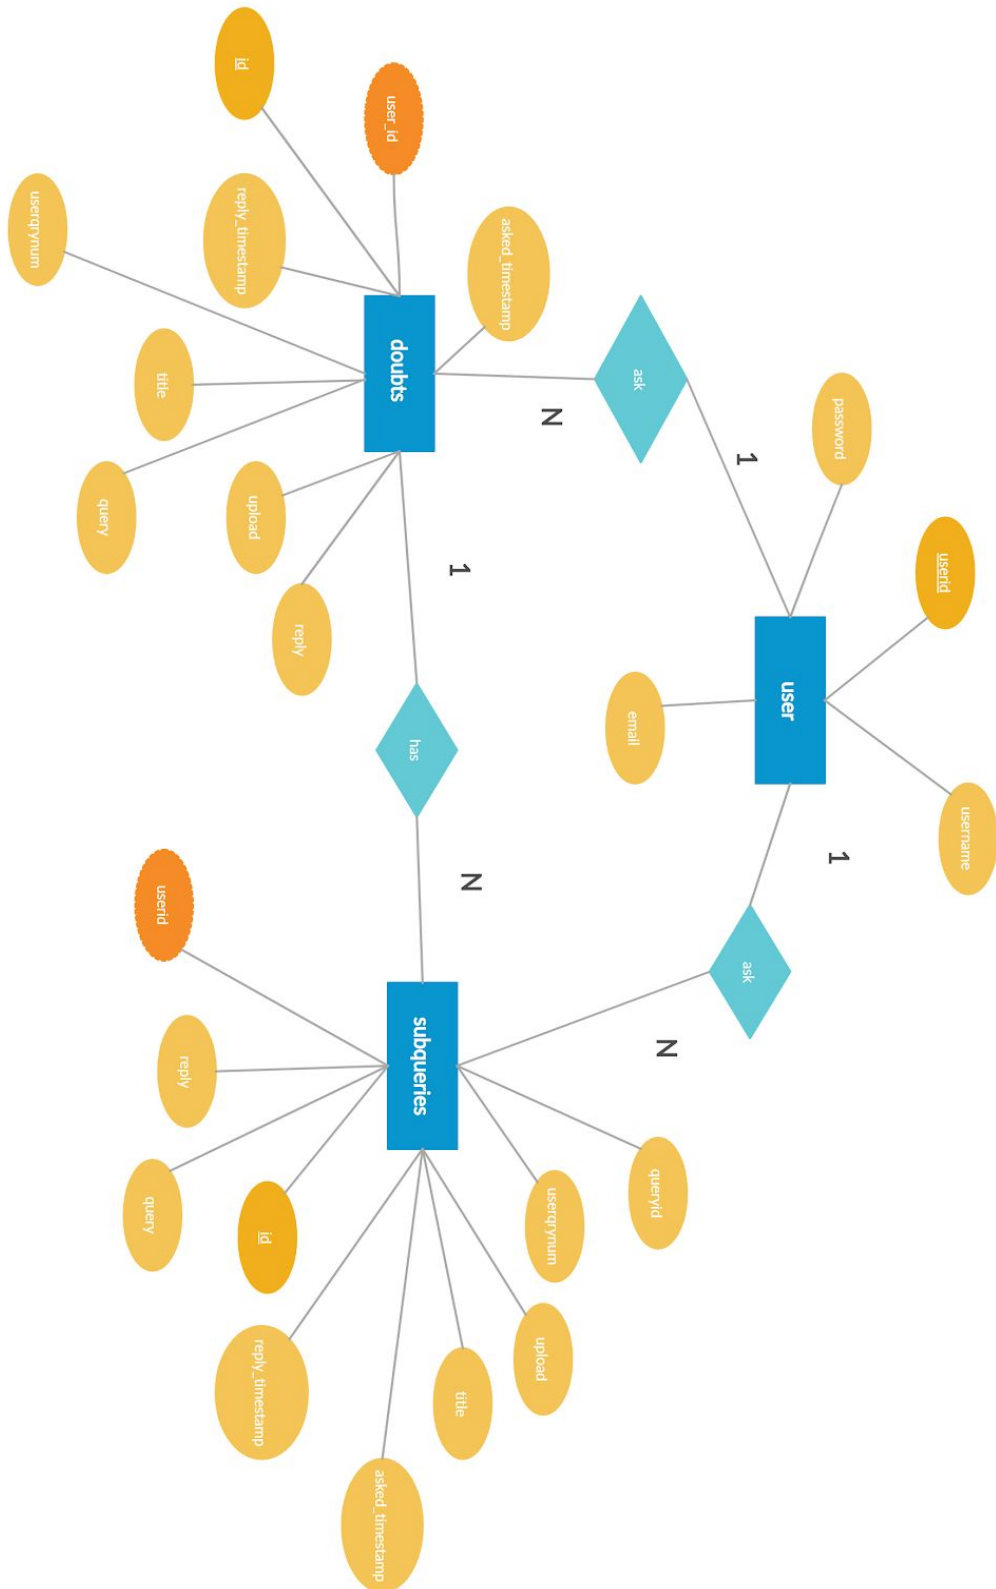 userid
username
password
1
user
1
ask
N
queryid
ask
email
N
userqrynum
upload
asked_timestamp
1
N
title
doubts
has
subqueries
user_id
asked_timestamp
reply
id
reply_timestamp
id
reply_timestamp
upload
reply
title
userid
query
query
userqrynum